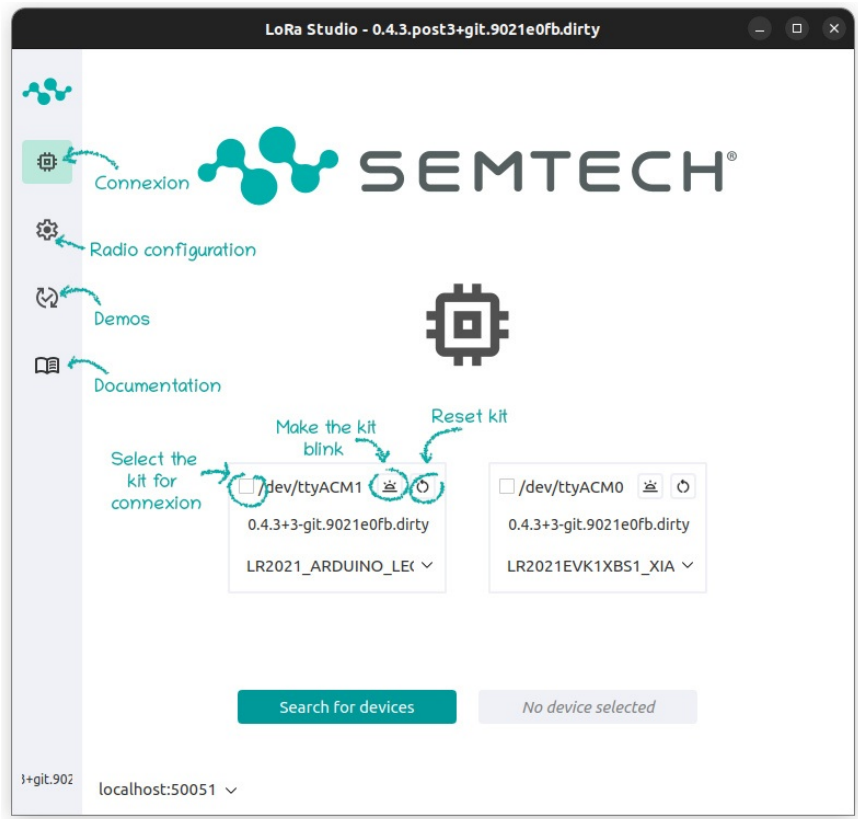 LoRa Studio - 0.4.3.post3+git.9021e0fb.dirty
SEMTECH®
Connexion
Radio configuration
Demos
Documentation
Make the kit
blink
Reset kit
Select the
kit for
connexion
/dev/ttyACM1
0.4.3+3-git.9021e0fb.dirty
LR2021_ARDUINO_LE(
/dev/ttyACM0
0.4.3+3-git.9021e0fb.dirty
LR2021EVK1XBS1_XIA
Search for devices
No device selected
3+git.902
localhost:50051